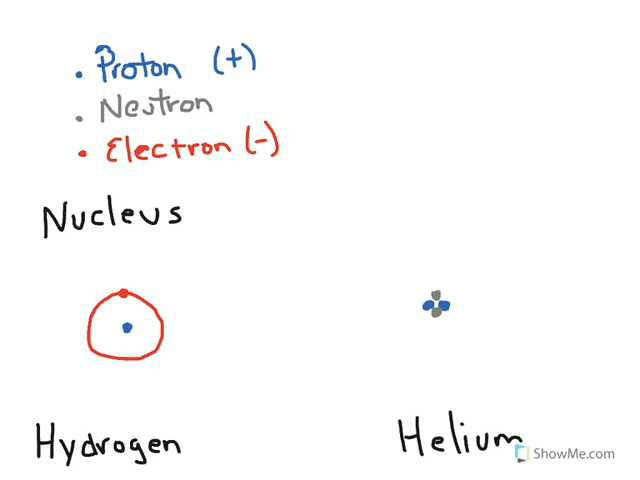 • Proton (+)
• Neutron
• Electron (-)
Nucleus
Hydrogen
Helium
ShowMe.com